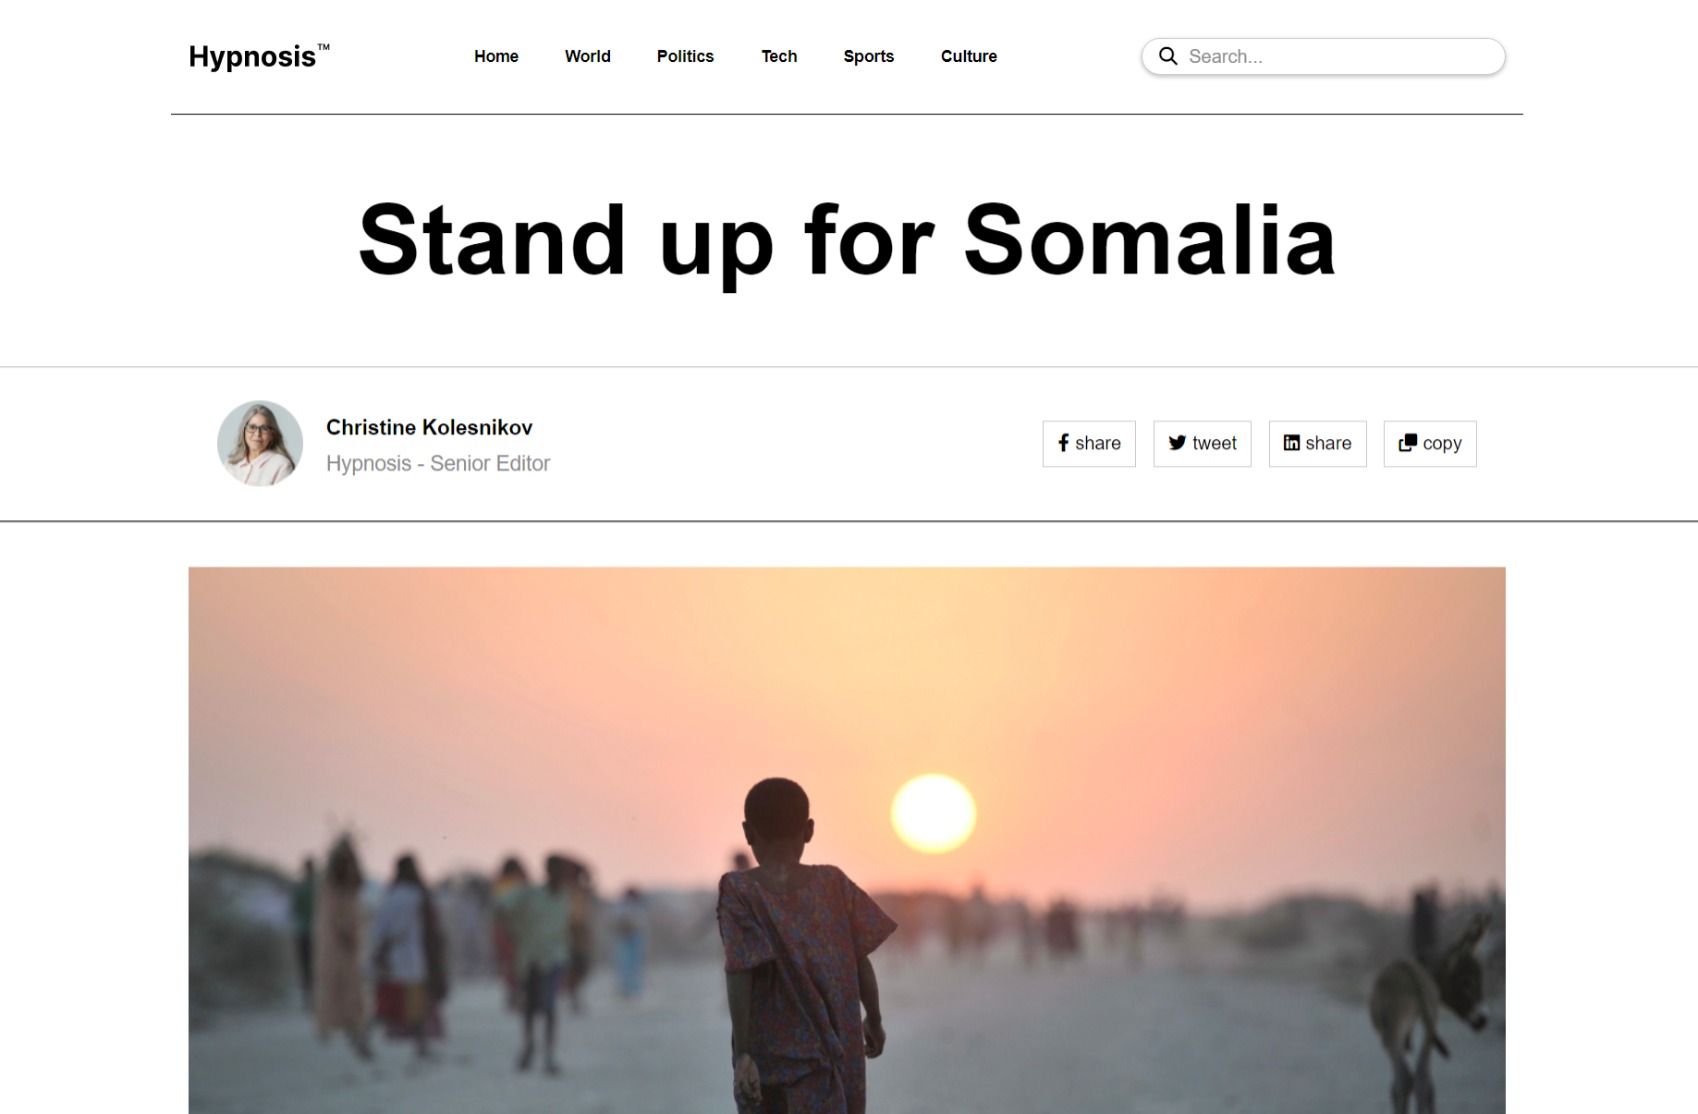 Hypnosis™
Home World Politics Tech Sports Culture
Search...
Stand up for Somalia
Christine Kolesnikov
Hypnosis - Senior Editor
share tweet share copy